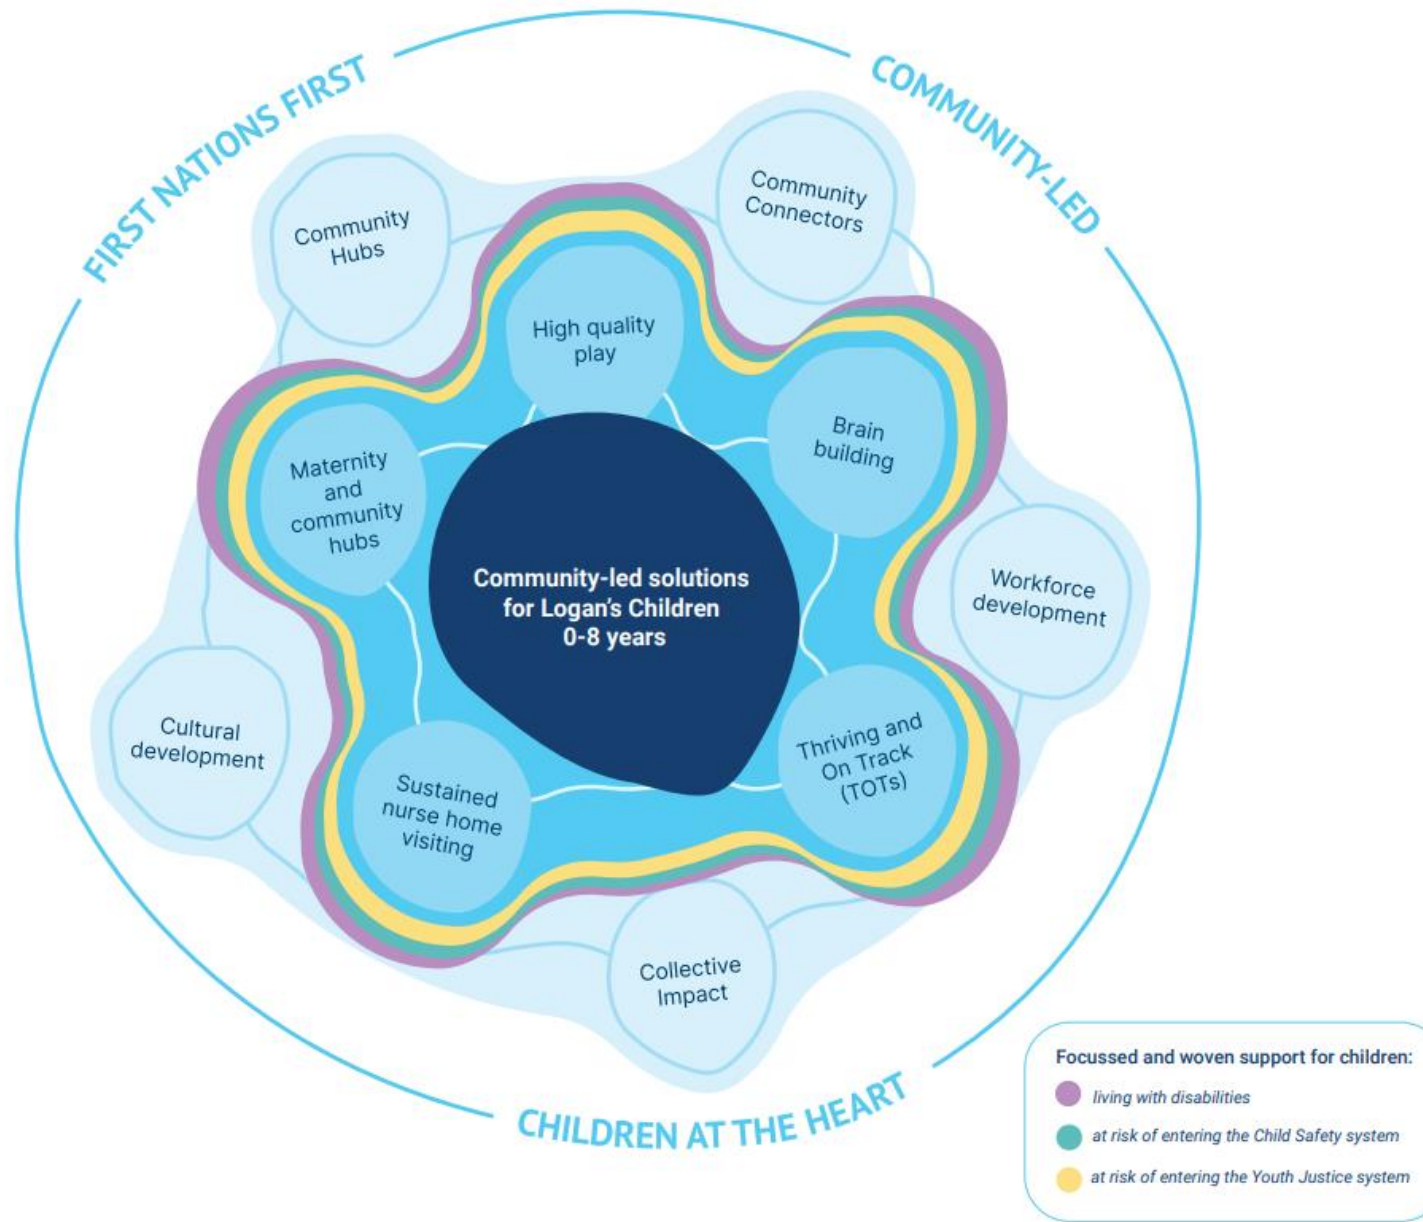 FIRST NATIONS FIRST
COMMUNITY-LED
Community
Hubs
Community
Connectors
High quality
play
Brain
building
Maternity
and
community
hubs
Community-led solutions
for Logan's Children
0-8 years
Workforce
development
Cultural
development
Sustained
nurse home
visiting
Thriving and
On Track
(TOTs)
Collective
Impact
CHILDREN AT THE HEART
Focussed and woven support for children:
living with disabilities
at risk of entering the Child Safety system
at risk of entering the Youth Justice system